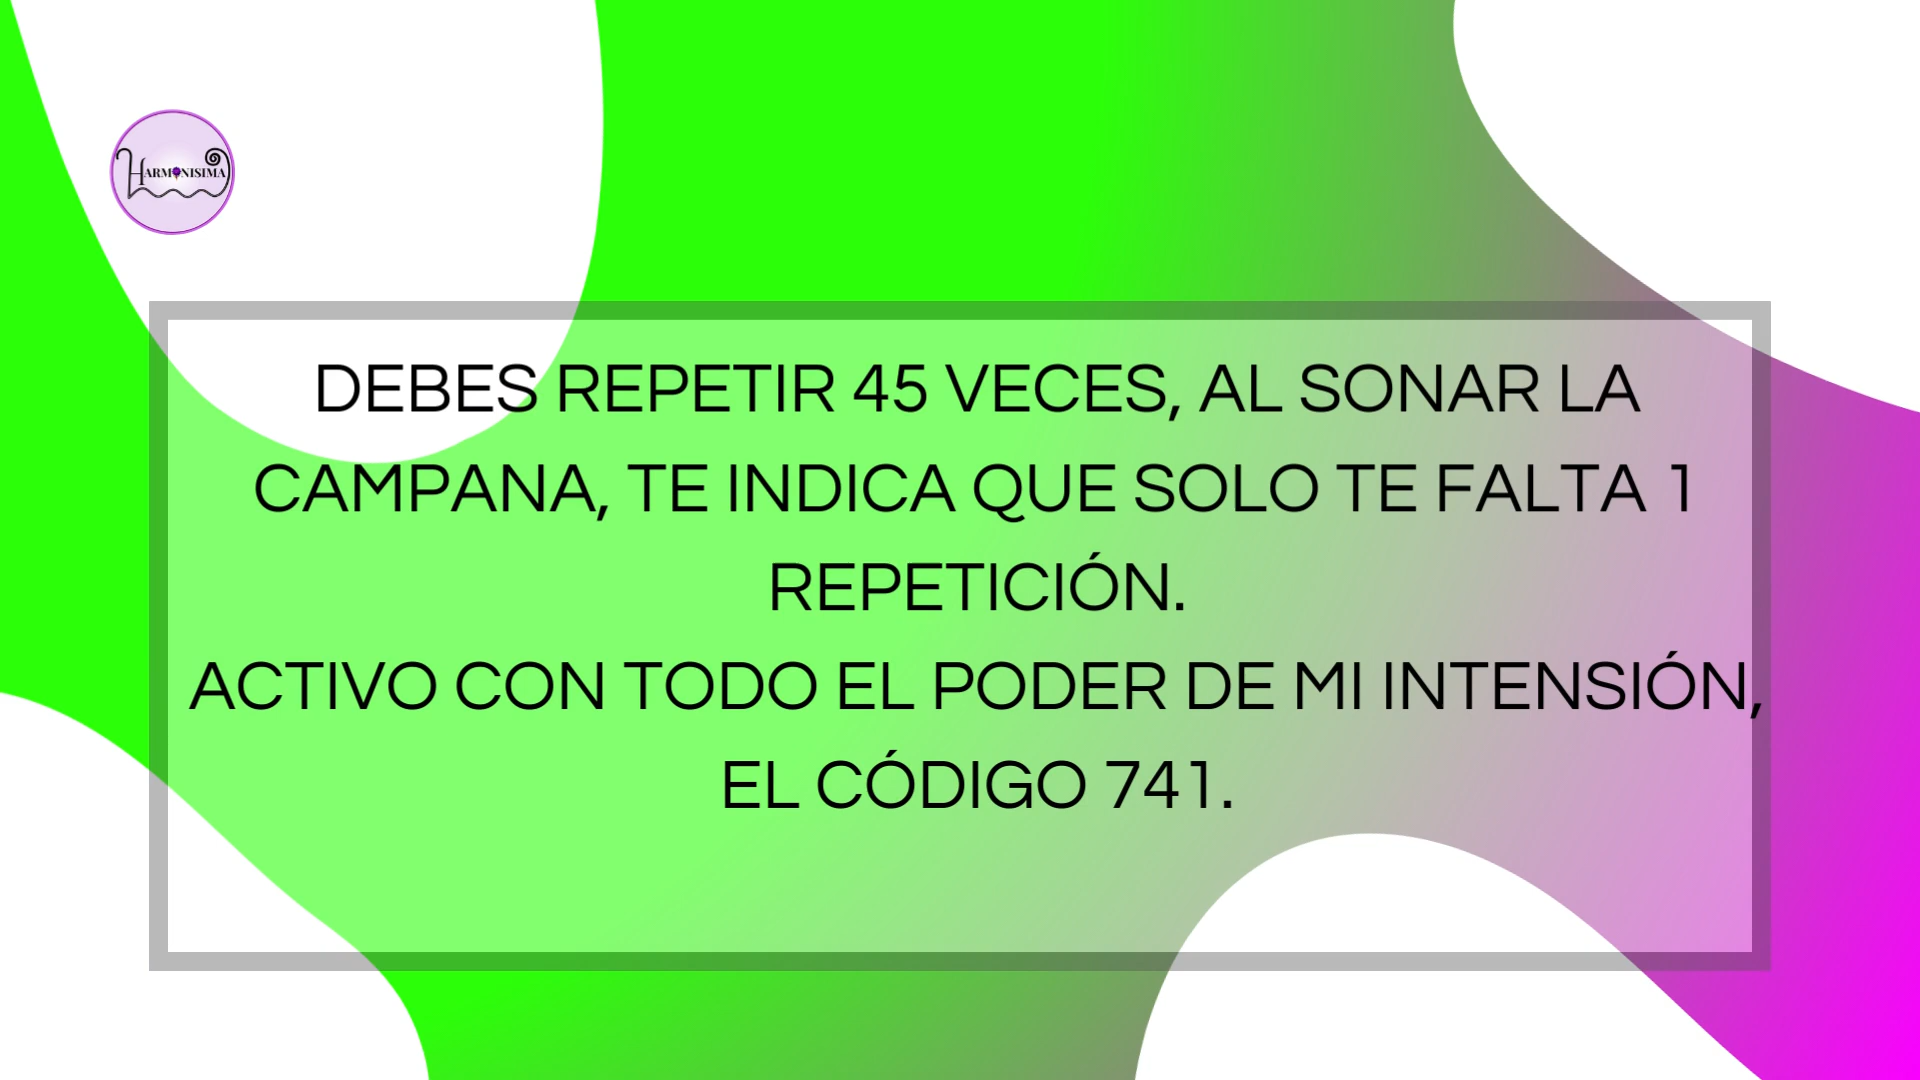 HARMONISIMA
DEBES REPETIR 45 VECES, AL SONAR LA
CAMPANA, TE INDICA QUE SOLO TE FALTA 1
REPETICIÓN.
ACTIVO CON TODO EL PODER DE MI INTENSIÓN,
EL CÓDIGO 741.